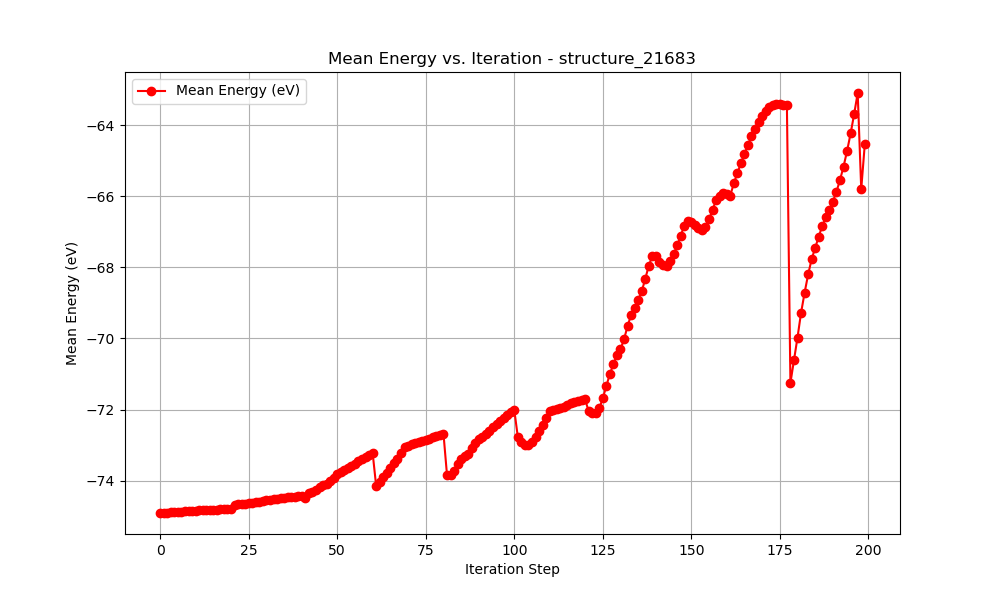 Mean Energy vs. Iteration - structure_21683
Mean Energy (eV)
Mean Energy (eV)
−64
−66
−68
−70
−72
−74
0 25 50 75 100 125 150 175 200
Iteration Step